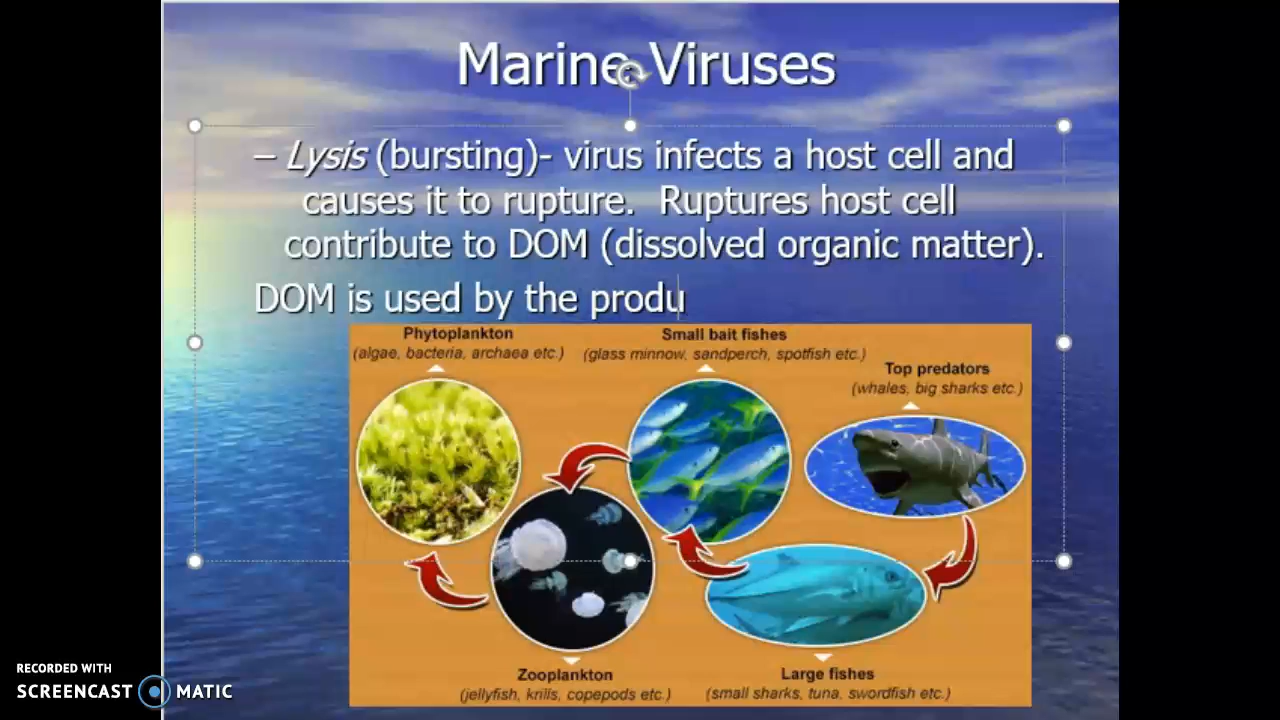 Marine Viruses
– Lysis (bursting)- virus infects a host cell and
causes it to rupture.  Ruptures host cell
contribute to DOM (dissolved organic matter).
DOM is used by the produ
Phytoplankton
(algae, bacteria, archaea etc.)
Small bait fishes
(glass minnow, sandperch, spotfish etc.)
Top predators
(whales, big sharks etc.)
Zooplankton
(jellyfish, krills, copepods etc.)
Large fishes
(small sharks, tuna, swordfish etc.)
RECORDED WITH
SCREENCAST MATIC